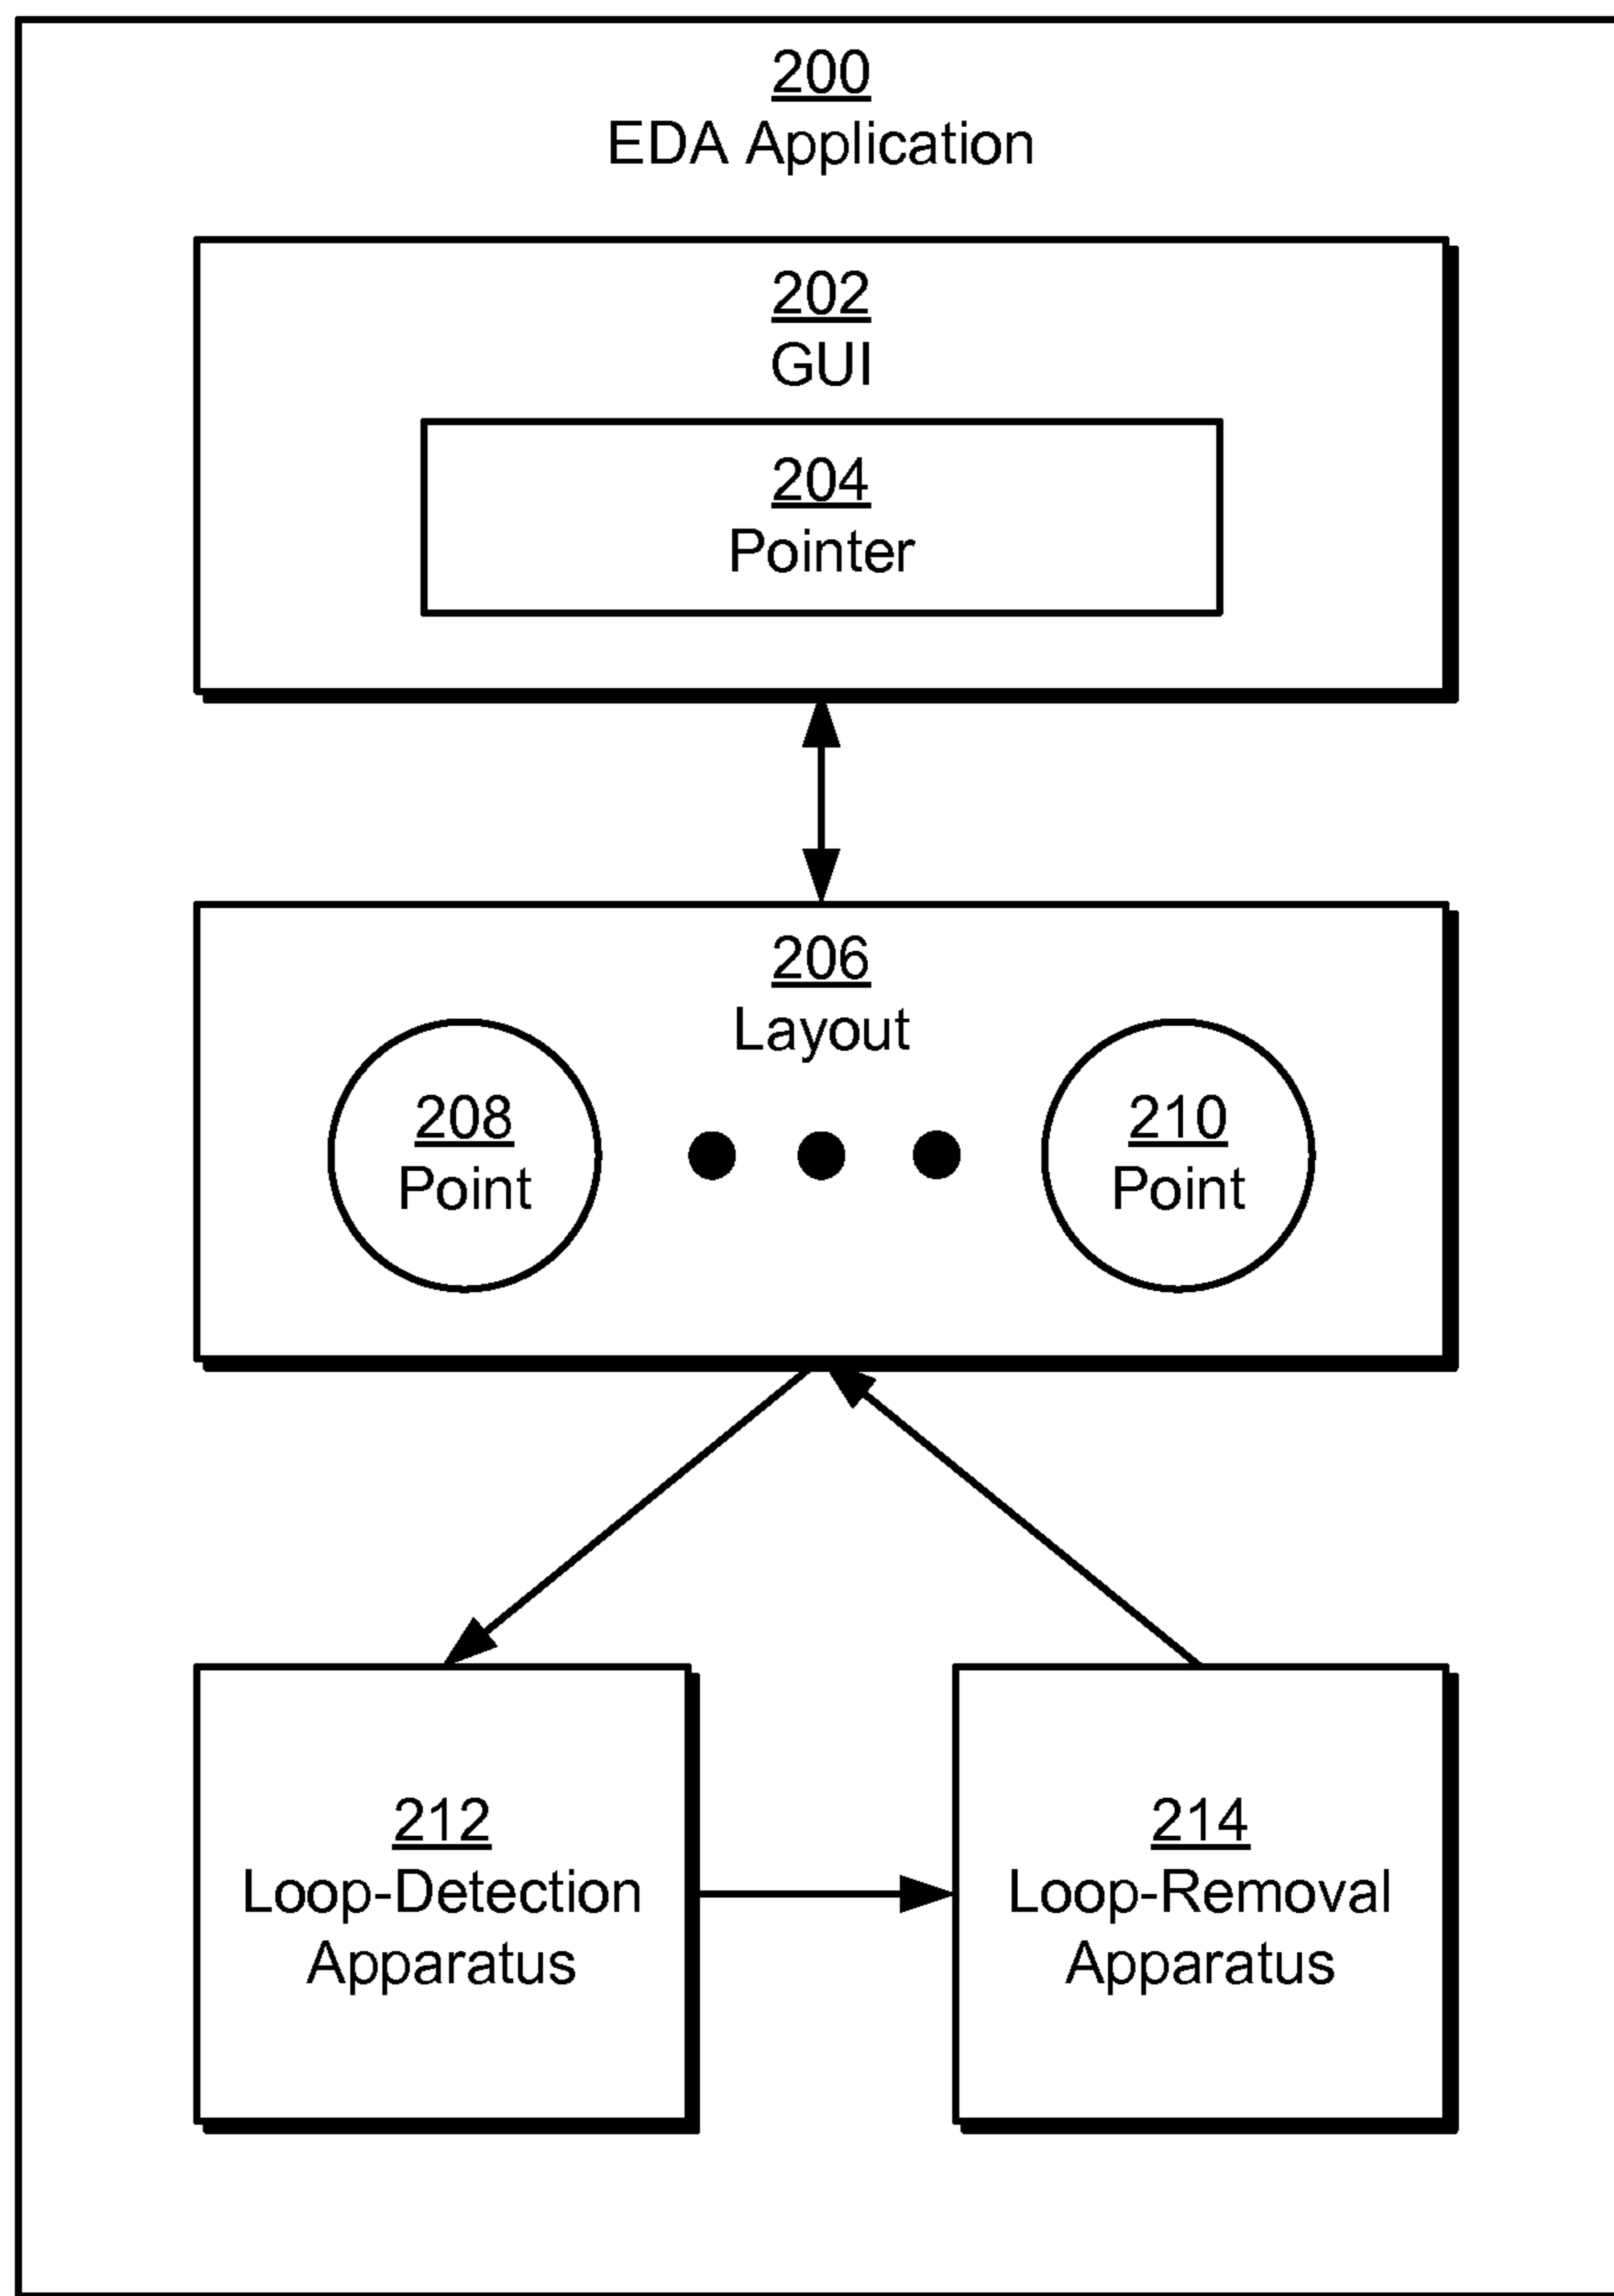 200
EDA Application
202
GUI
204
Pointer
206
Layout
208
Point
210
Point
212
Loop-Detection
Apparatus
214
Loop-Removal
Apparatus